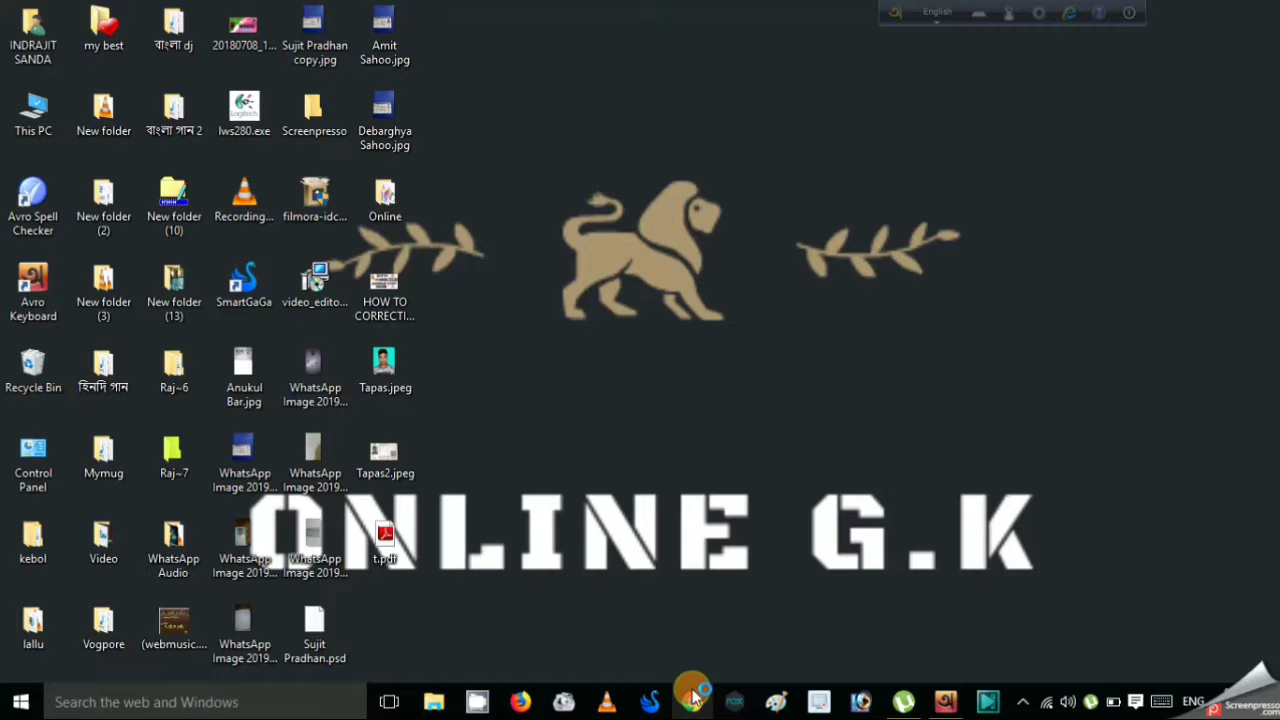 English
INDRAJIT
SANDA
my best
বাংলা dj
20180708_1...
Sujit Pradhan
copy.jpg
Amit
Sahoo.jpg
This PC
New folder
বাংলা গান 2
Logitech
lws280.exe
Screenpresso
Debarghya
Sahoo.jpg
Avro Spell
Checker
New folder
(2)
New folder
(10)
Recording...
filmora-idc...
Online
Avro
Keyboard
New folder
(3)
New folder
(13)
SmartGaGa
video_edito...
HOW TO
CORRECTI...
Recycle Bin
হিনদি গান
Raj~6
Anukul
Bar.jpg
WhatsApp
Image 2019...
Tapas.jpeg
Control
Panel
Mymug
Raj~7
WhatsApp
Image 2019...
WhatsApp
Image 2019...
Tapas2.jpeg
ONLINE G.K
kebol
Video
WhatsApp
Audio
WhatsApp
Image 2019...
WhatsApp
Image 2019...
t.pdf
lallu
Vogpore
(webmusic....
WhatsApp
Image 2019...
Sujit
Pradhan.psd
Search the web and Windows
ENG
Screenpresso
.com